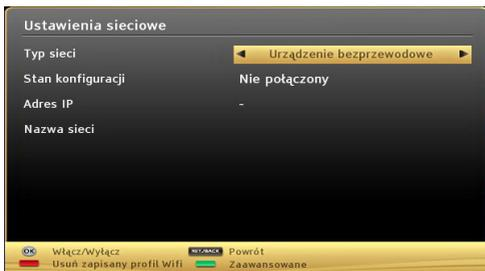 Ustawienia sieciowe
Typ sieci ◀ Urządzenie bezprzewodowe ▶
Stan konfiguracji Nie połączony
Adres IP -
Nazwa sieci
OK Włącz/Wyłącz RET/BACK Powrót
Usuń zapisany profil Wifi Zaawansowane